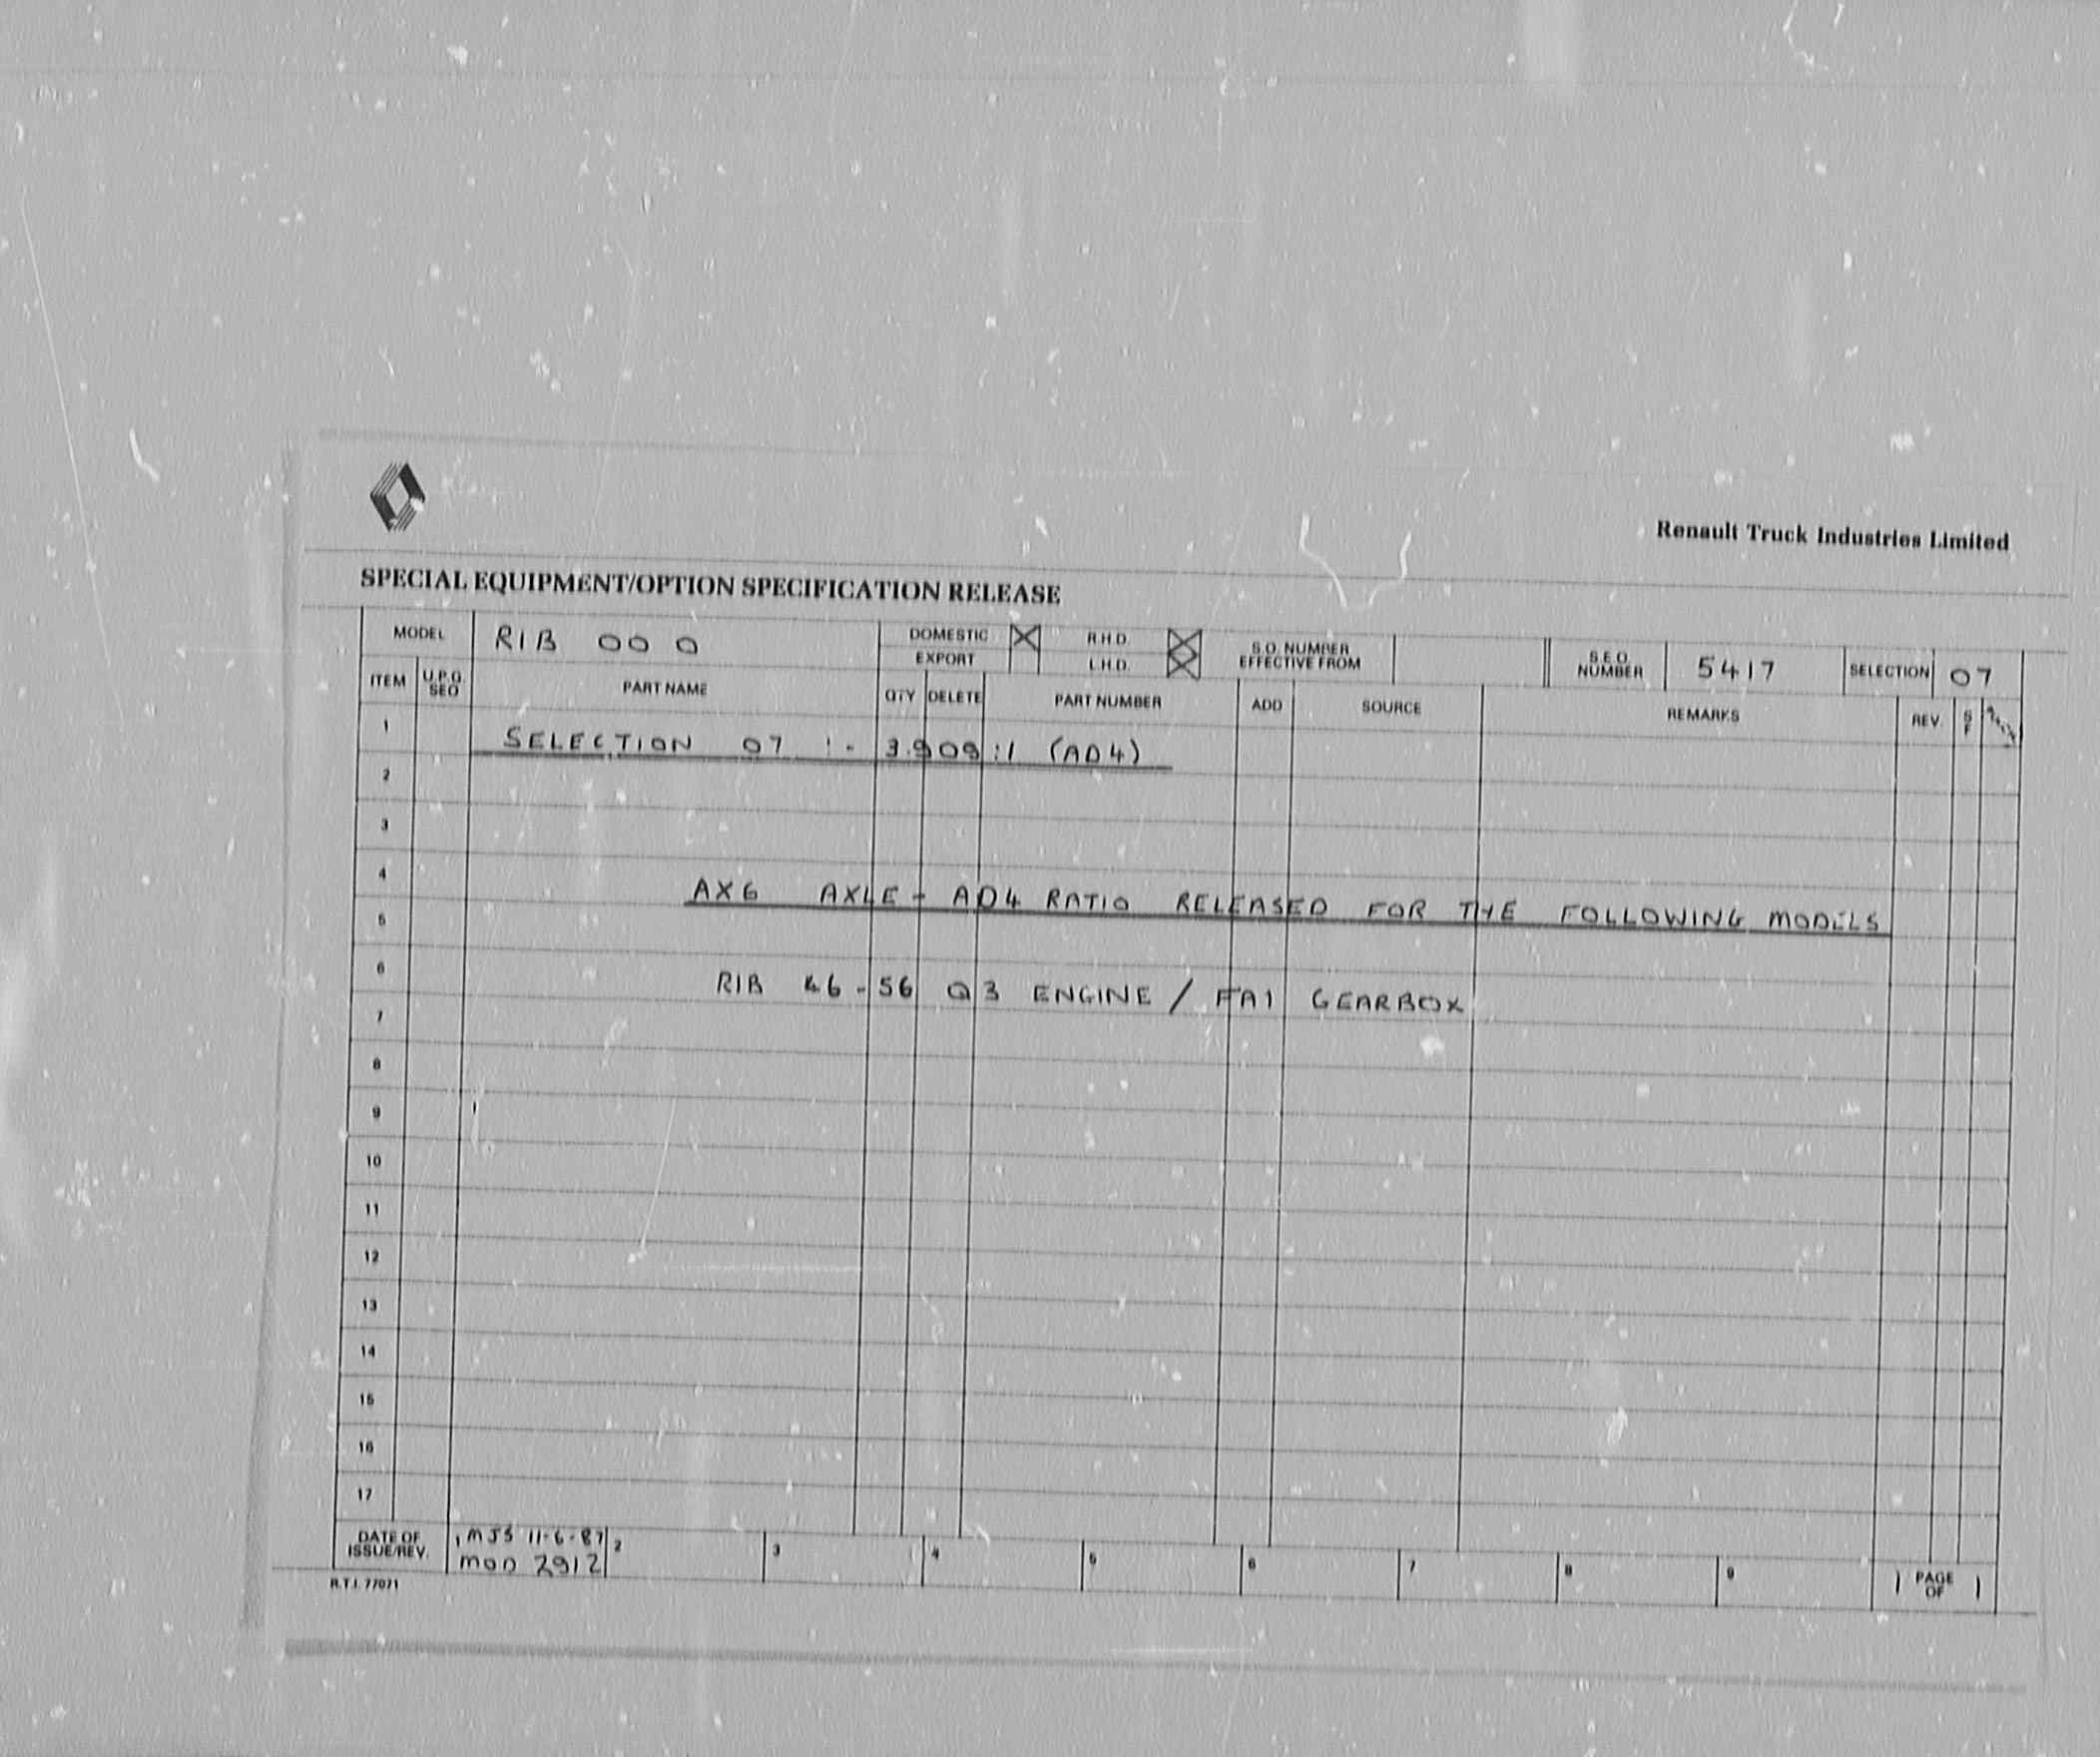 Renault Truck Industries Limited
SPECIAL EQUIPMENT/OPTION SPECIFICATION RELEASE
MODEL RIB 00 0 DOMESTIC R.H.D. S.O. NUMBER EFFECTIVE FROM S.E.O. NUMBER 5417 SELECTION 07
EXPORT L.H.D.
ITEM U.P.G. SEO PART NAME QTY DELETE PART NUMBER ADD SOURCE REMARKS REV.
1 SELECTION 07 :- 3.909:1 (AD4)
2
3
4 AX6 AXLE - AD4 RATIO RELEASED FOR THE FOLLOWING MODELS
5
6 RIB 46-56 Q3 ENGINE / FA1 GEARBOX
7
8
9
10
11
12
13
14
15
16
17
DATE OF ISSUE/REV. 1 MJS 11-6-87 2 3 4 5 6 7 8 9 1 PAGE OF 1
MOD 2912
R.T.I. 77071